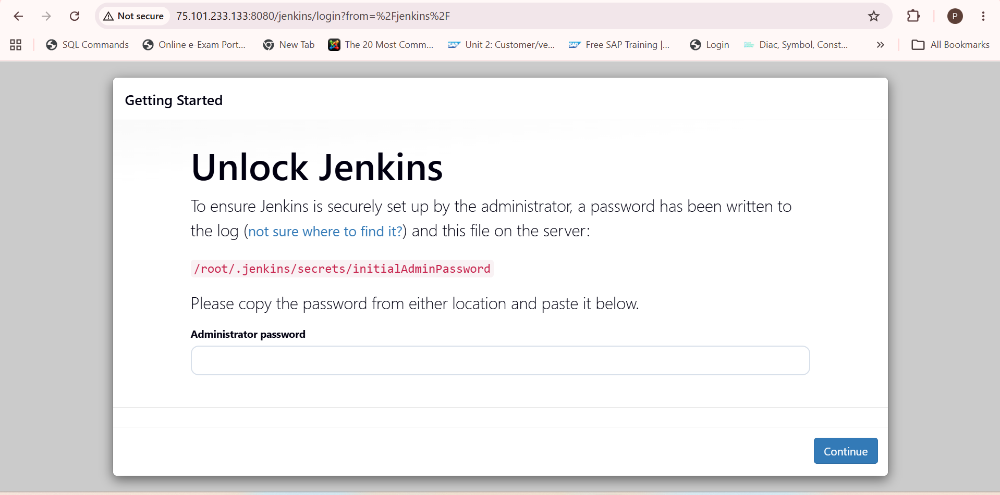 Not secure 75.101.233.133:8080/jenkins/login?from=%2Fjenkins%2F P
SQL Commands Online e-Exam Port... New Tab The 20 Most Comm... SAP Unit 2: Customer/ve... SAP Free SAP Training |... Login Diac, Symbol, Const... » All Bookmarks
Getting Started
Unlock Jenkins
To ensure Jenkins is securely set up by the administrator, a password has been written to
the log (not sure where to find it?) and this file on the server:
/root/.jenkins/secrets/initialAdminPassword
Please copy the password from either location and paste it below.
Administrator password
Continue